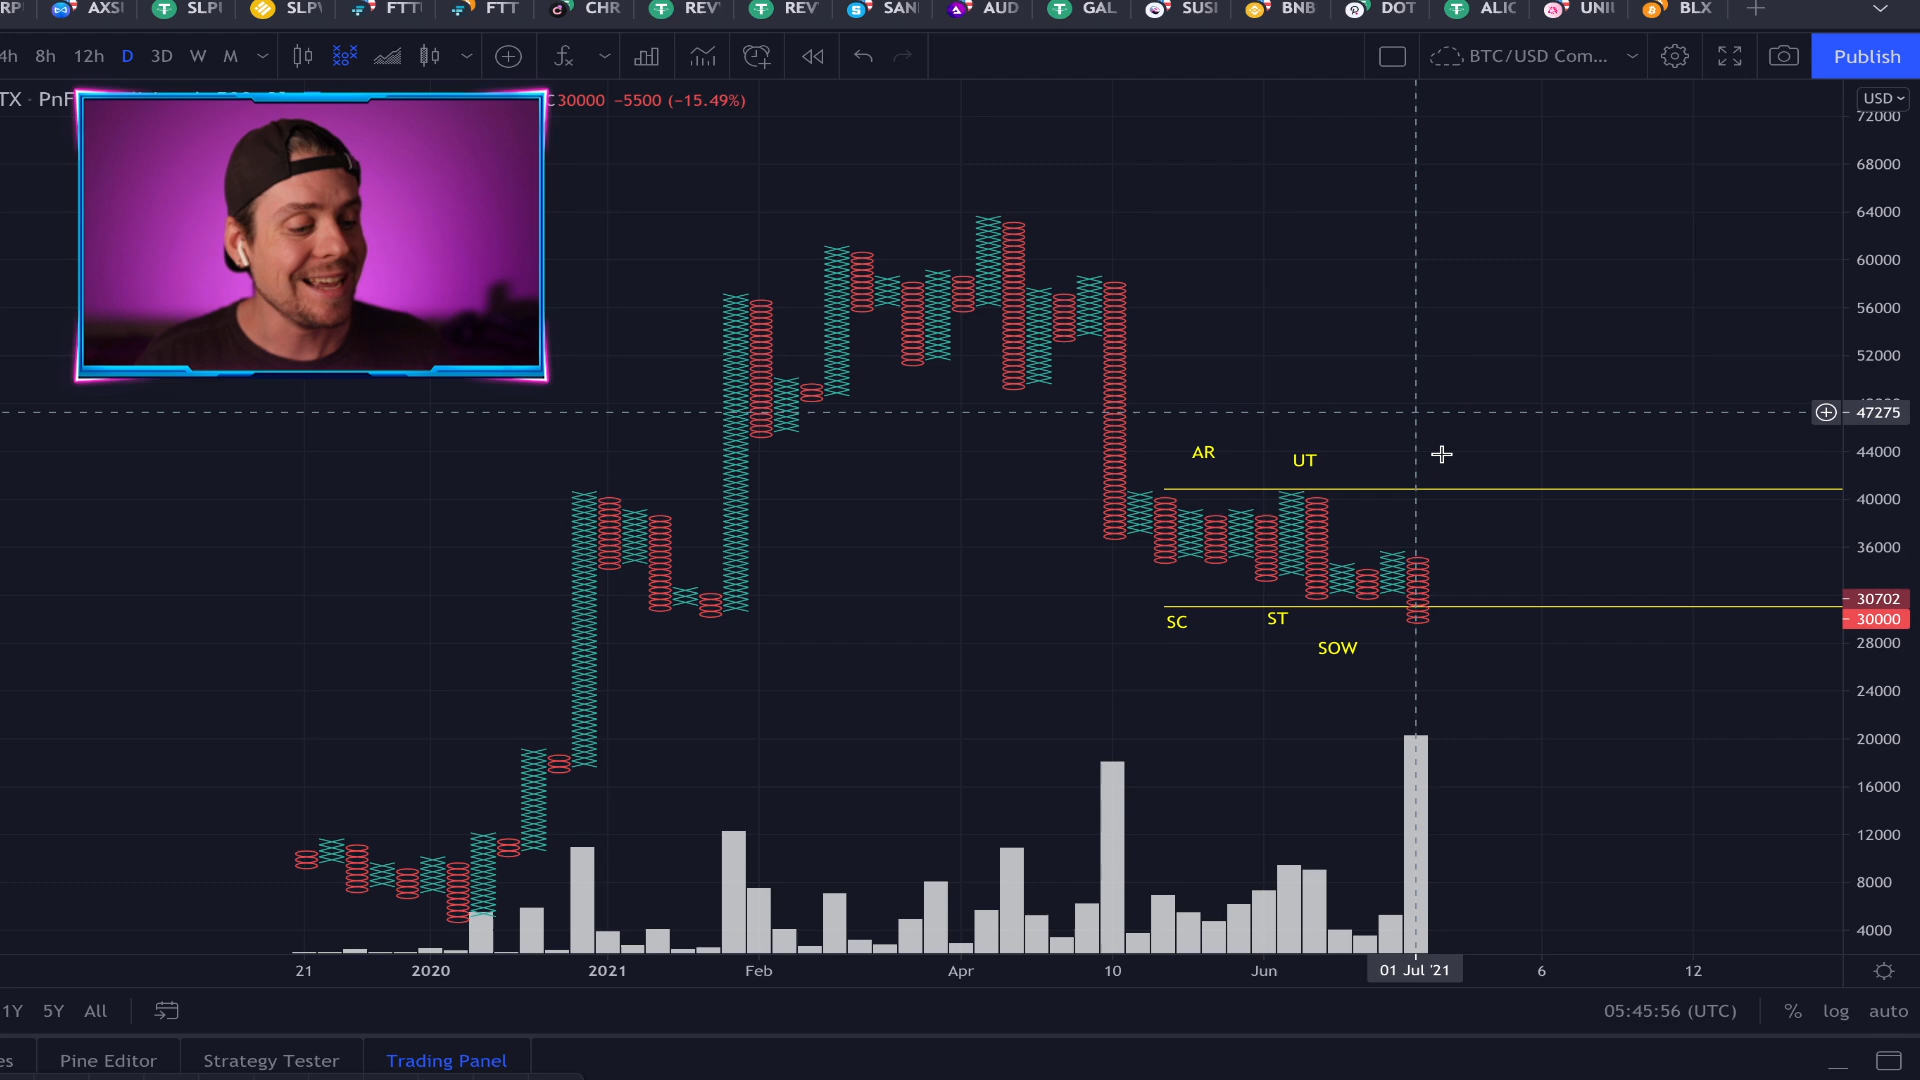 RP AXS SLP SLP FTT FTT CHR REV REV SAN AUD GAL SUSI BNB DOT ALIC UNI BLX
4h 8h 12h D 3D W M BTC/USD Com... Publish
TX · PnF C30000 −5500 (−15.49%) USD
72000
68000
64000
60000
56000
52000
47275
44000
40000
36000
30702
30000
28000
24000
20000
16000
12000
8000
4000
AR
UT
SC
ST
SOW
21 2020 2021 Feb Apr 10 Jun 01 Jul '21 6 12
1Y 5Y All 05:45:56 (UTC) % log auto
es Pine Editor Strategy Tester Trading Panel